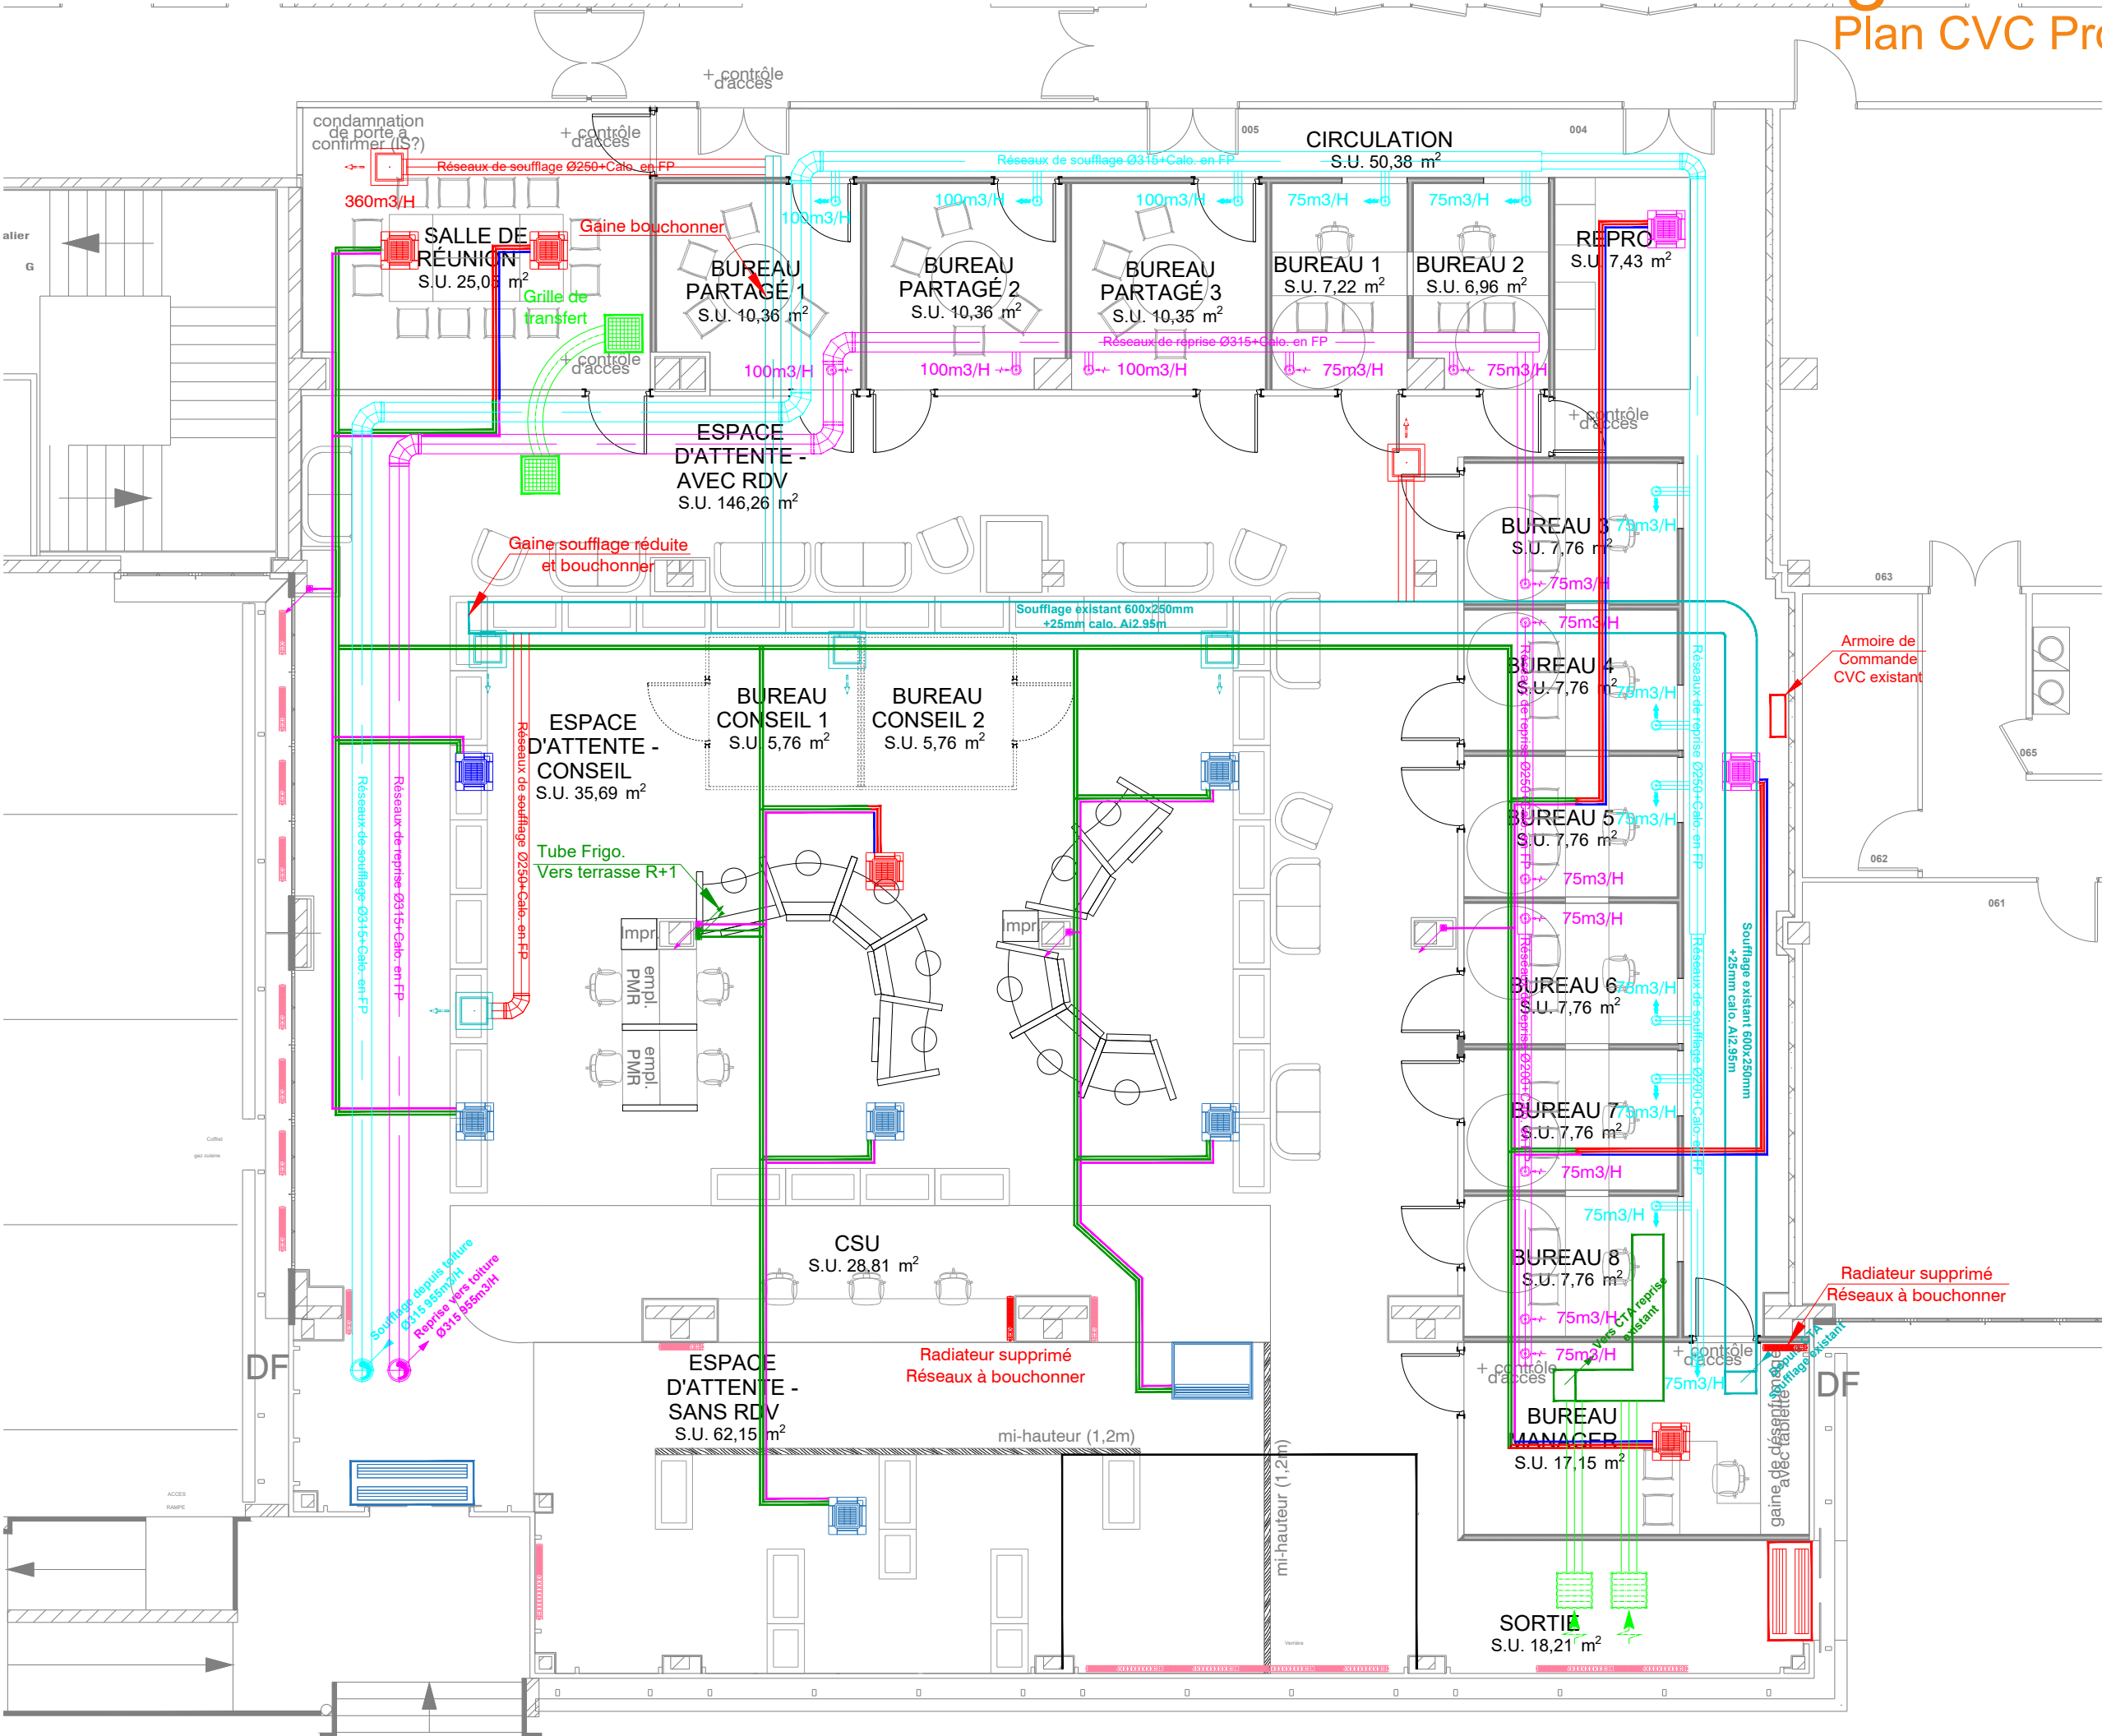 Plan CVC Pro
+ contrôle
d'accès
condamnation
de porte à
confirmer (IS?)
+ contrôle
d'accès
005
CIRCULATION
S.U. 50,38 m²
004
Réseaux de soufflage Ø250+Calo. en FP
Réseaux de soufflage Ø315+Calo. en FP
360m3/H
100m3/H
100m3/H
100m3/H
75m3/H
75m3/H
alier
G
SALLE DE
RÉUNION
Gaine bouchonner
BUREAU
PARTAGÉ 1
S.U. 10,36 m²
BUREAU
PARTAGÉ 2
S.U. 10,36 m²
BUREAU
PARTAGÉ 3
S.U. 10,35 m²
BUREAU 1
S.U. 7,22 m²
BUREAU 2
S.U. 6,96 m²
REPRO
S.U. 7,43 m²
Grille de
transfert
+ contrôle
d'accès
Réseaux de reprise Ø315+Calo. en FP
100m3/H
100m3/H
100m3/H
75m3/H
75m3/H
+ contrôle
d'accès
ESPACE
D'ATTENTE -
AVEC RDV
S.U. 146,26 m²
Gaine soufflage réduite
et bouchonner
BUREAU 3
S.U. 7,76 m²
75m3/H
75m3/H
063
Soufflage existant 600x250mm
+25mm calo. Ai2.95m
75m3/H
BUREAU 4
S.U. 7,76 m²
75m3/H
Armoire de
Commande
CVC existant
BUREAU
CONSEIL 1
S.U. 5,76 m²
BUREAU
CONSEIL 2
S.U. 5,76 m²
ESPACE
D'ATTENTE -
CONSEIL
S.U. 35,69 m²
065
Réseaux de soufflage Ø315+Calo. en FP
Réseaux de reprise Ø315+Calo. en FP
Réseaux de soufflage Ø250+Calo. en FP
Réseaux de soufflage Ø250+Calo. en FP
BUREAU 5
S.U. 7,76 m²
75m3/H
75m3/H
062
061
Tube Frigo.
Vers terrasse R+1
Impr.
Impr.
75m3/H
empl.
PMR
empl.
PMR
BUREAU 6
S.U. 7,76 m²
75m3/H
Réseaux de soufflage Ø200+Calo. en FP
Soufflage existant 600x250mm
+25mm calo. Ai2.95m
BUREAU 7
S.U. 7,76 m²
75m3/H
75m3/H
Coffret
gaz cuisine
75m3/H
BUREAU 8
S.U. 7,76 m²
CSU
S.U. 28,81 m²
Soufflage depuis toiture
Ø315 955m3/H
Reprise vers toiture
Ø315 955m3/H
75m3/H
Vers CTA reprise
existant
Radiateur supprimé
Réseaux à bouchonner
DF
Radiateur supprimé
Réseaux à bouchonner
ESPACE
D'ATTENTE -
SANS RDV
S.U. 62,15 m²
75m3/H
+ contrôle
d'accès
+ contrôle
d'accès
75m3/H
DF
BUREAU
MANAGER
S.U. 17,15 m²
mi-hauteur (1,2m)
mi-hauteur (1,2m)
gaine de désenfumage
avec tablette
ACCES
RAMPE
SORTIE
S.U. 18,21 m²